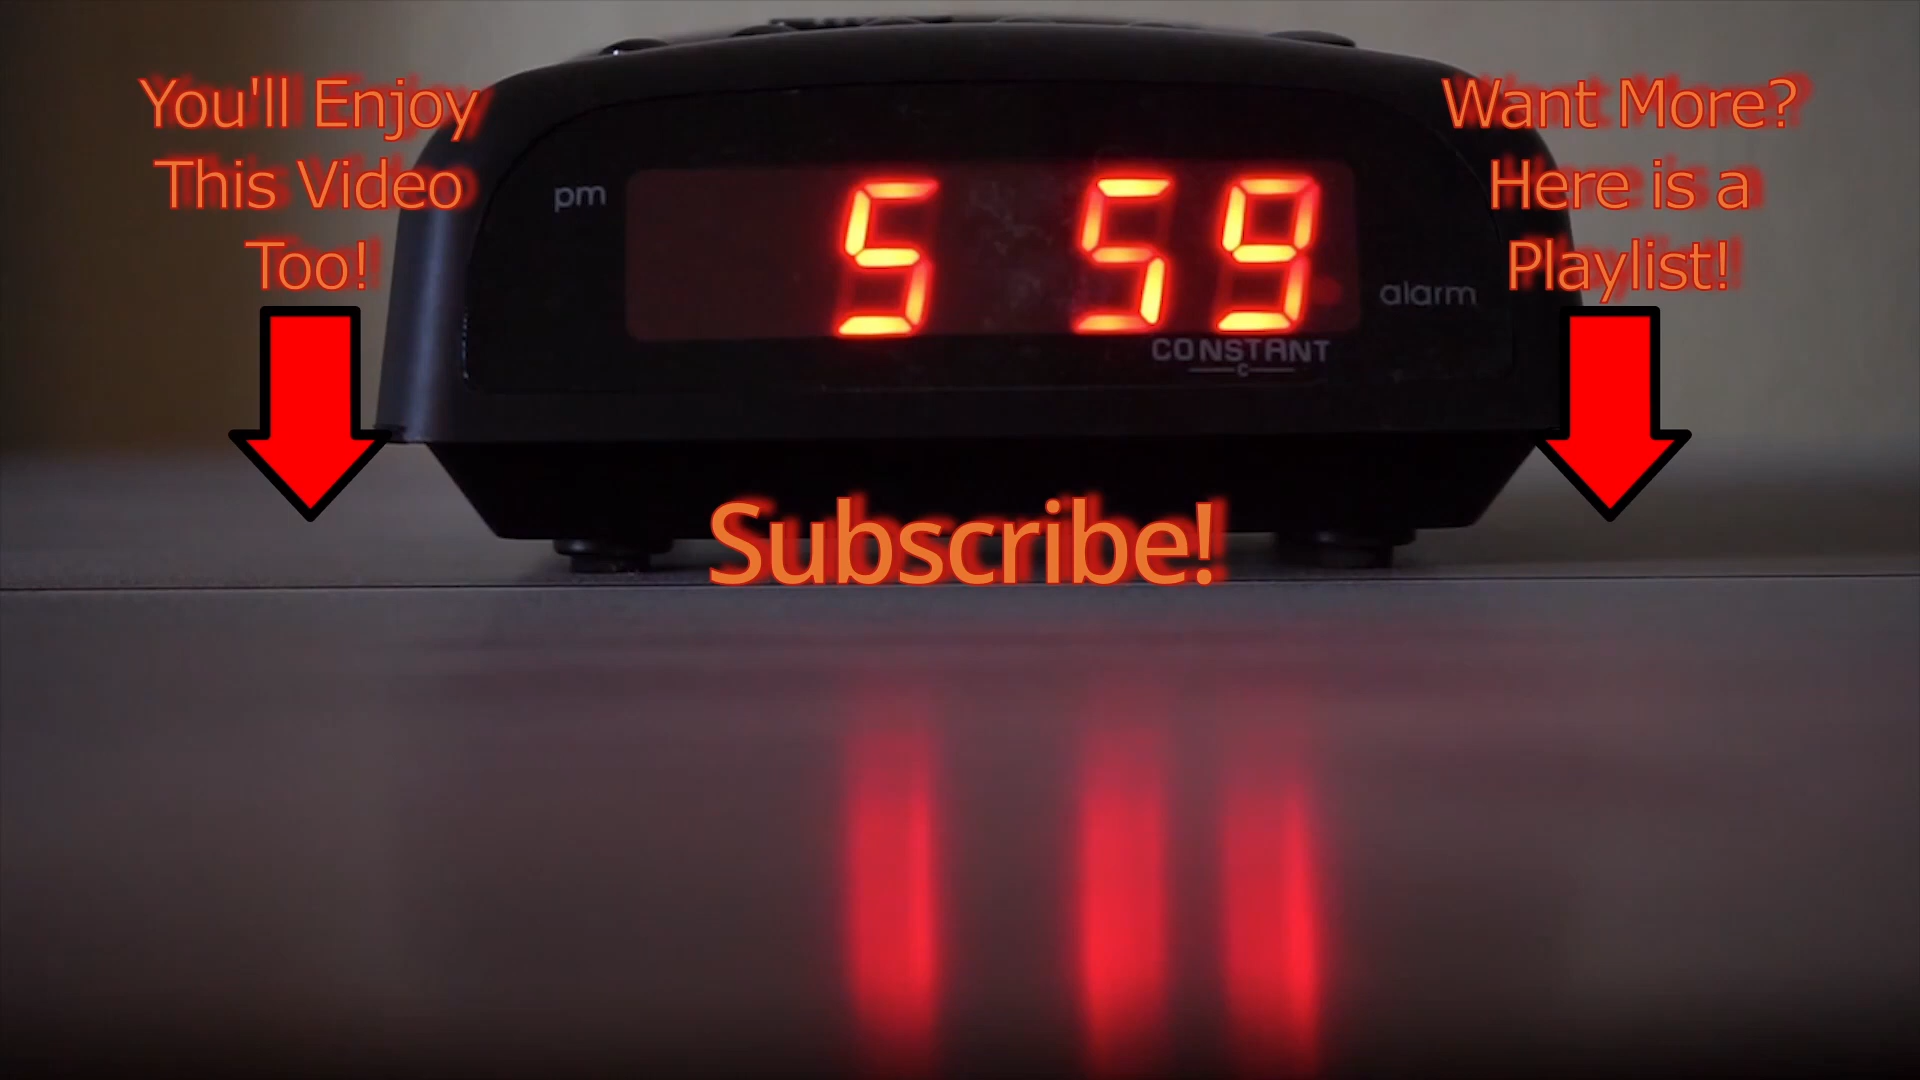 You'll Enjoy
This Video
Too!
Want More?
Here is a
Playlist!
pm
5 59
alarm
CONSTANT
C
Subscribe!